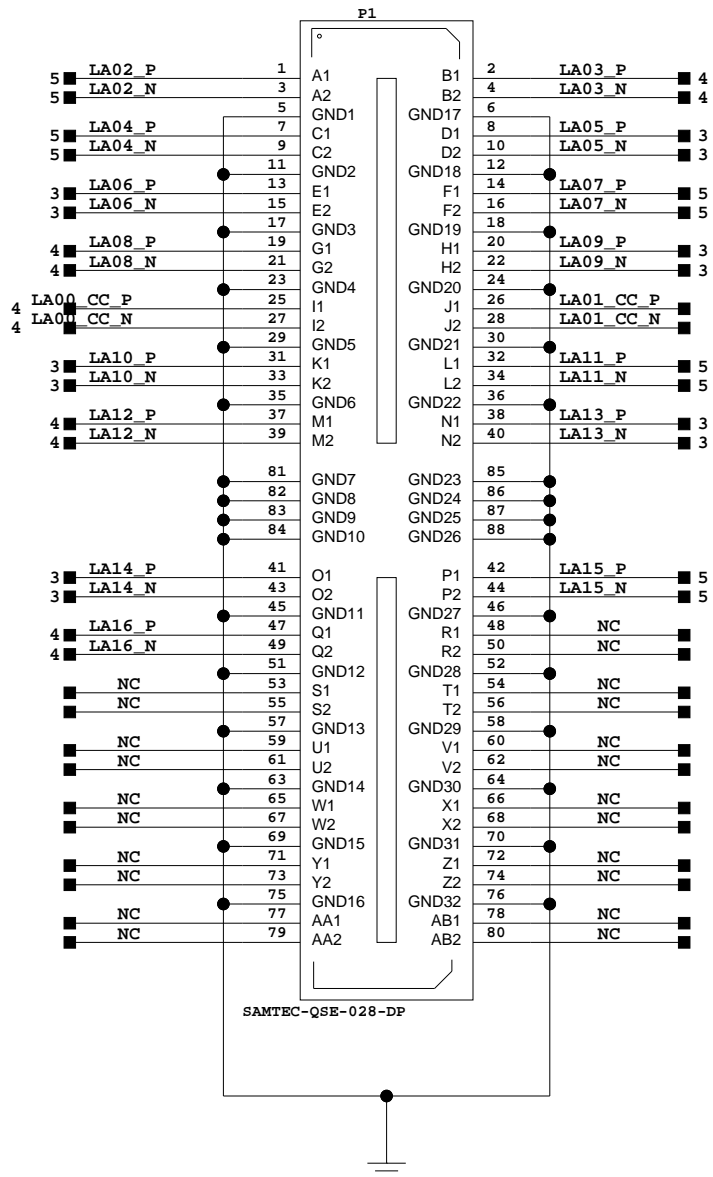 P1
5 LA02_P 1 A1 B1 2 LA03_P 4
5 LA02_N 3 A2 B2 4 LA03_N 4
5 GND1 GND17 6
5 LA04_P 7 C1 D1 8 LA05_P 3
5 LA04_N 9 C2 D2 10 LA05_N 3
11 GND2 GND18 12
3 LA06_P 13 E1 F1 14 LA07_P 5
3 LA06_N 15 E2 F2 16 LA07_N 5
17 GND3 GND19 18
4 LA08_P 19 G1 H1 20 LA09_P 3
4 LA08_N 21 G2 H2 22 LA09_N 3
23 GND4 GND20 24
4 LA00_CC_P 25 I1 J1 26 LA01_CC_P
4 LA00_CC_N 27 I2 J2 28 LA01_CC_N
29 GND5 GND21 30
3 LA10_P 31 K1 L1 32 LA11_P 5
3 LA10_N 33 K2 L2 34 LA11_N 5
35 GND6 GND22 36
4 LA12_P 37 M1 N1 38 LA13_P 3
4 LA12_N 39 M2 N2 40 LA13_N 3
81 GND7 GND23 85
82 GND8 GND24 86
83 GND9 GND25 87
84 GND10 GND26 88
3 LA14_P 41 O1 P1 42 LA15_P 5
3 LA14_N 43 O2 P2 44 LA15_N 5
45 GND11 GND27 46
4 LA16_P 47 Q1 R1 48 NC
4 LA16_N 49 Q2 R2 50 NC
51 GND12 GND28 52
NC 53 S1 T1 54 NC
NC 55 S2 T2 56 NC
57 GND13 GND29 58
NC 59 U1 V1 60 NC
NC 61 U2 V2 62 NC
63 GND14 GND30 64
NC 65 W1 X1 66 NC
NC 67 W2 X2 68 NC
69 GND15 GND31 70
NC 71 Y1 Z1 72 NC
NC 73 Y2 Z2 74 NC
75 GND16 GND32 76
NC 77 AA1 AB1 78 NC
NC 79 AA2 AB2 80 NC
SAMTEC-QSE-028-DP